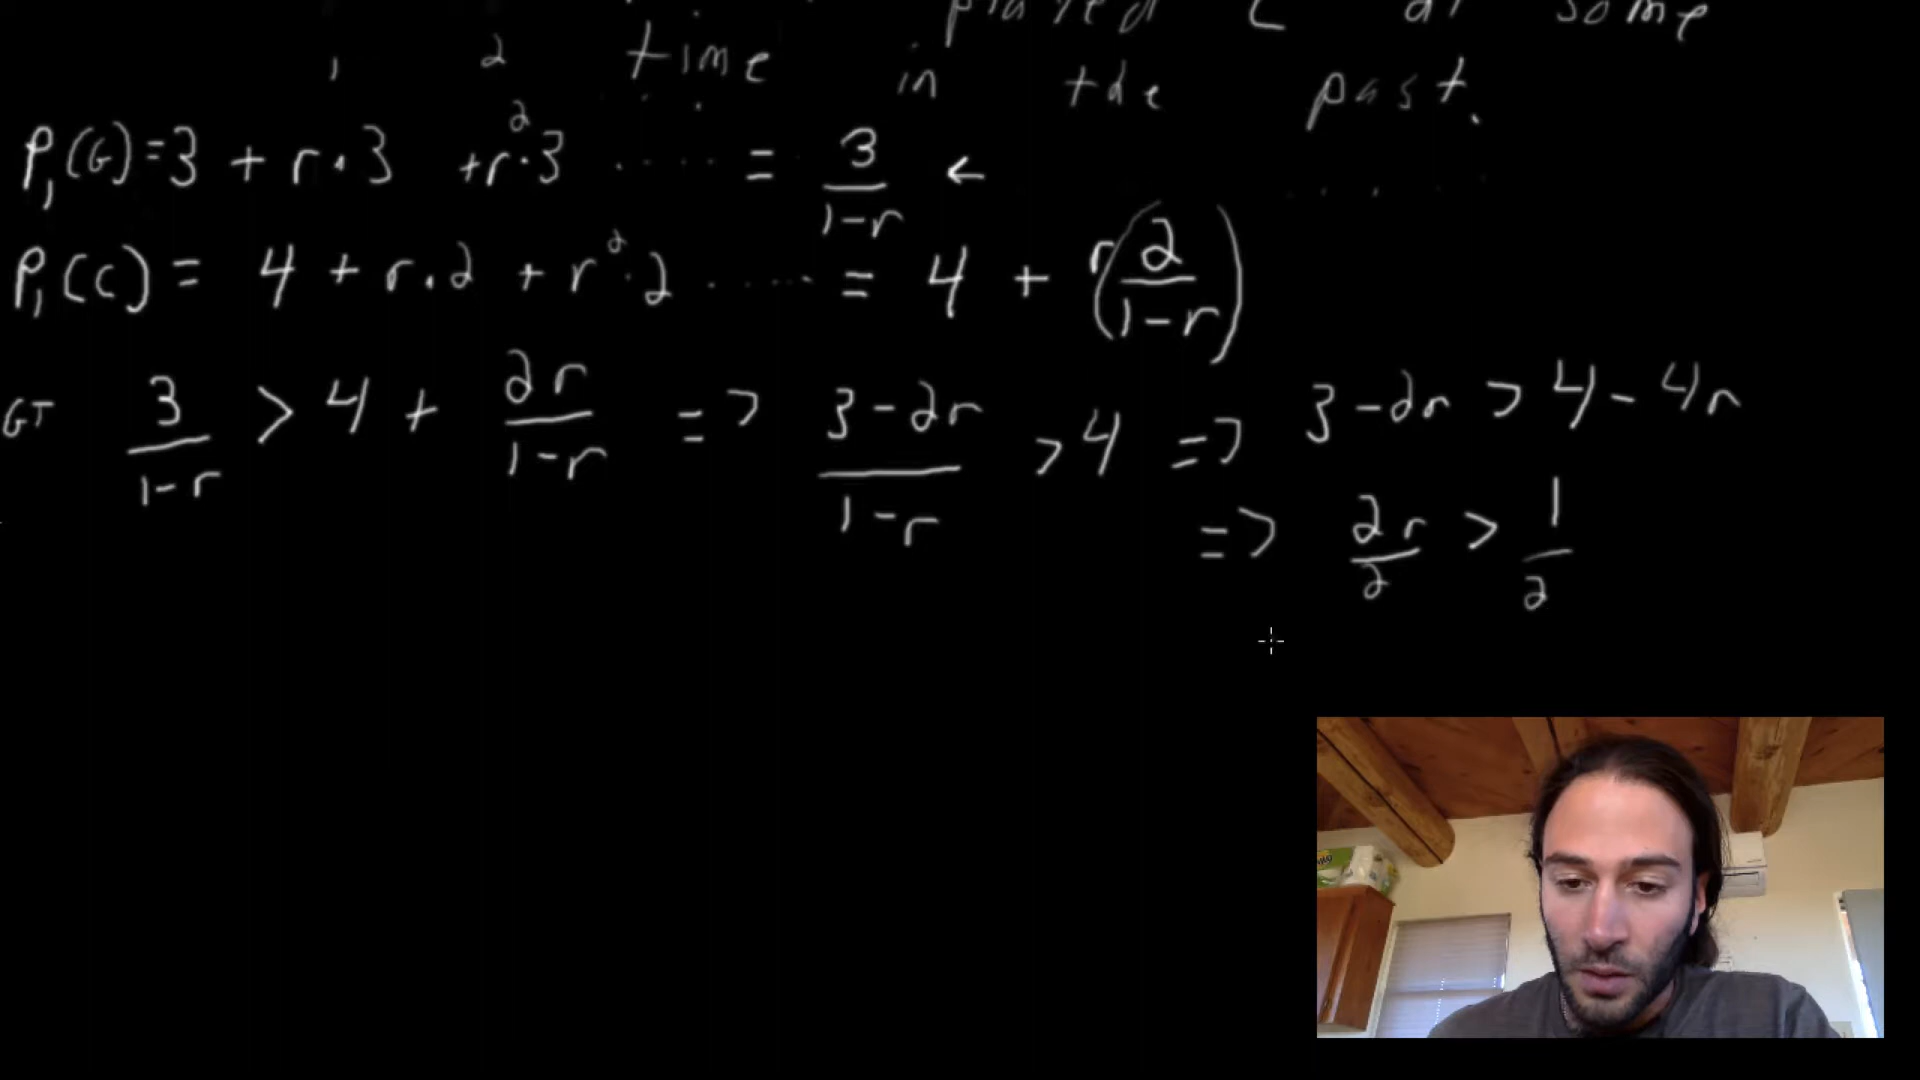 played C at some
1 2 time in the past.
P₁(G) = 3 + r·3 + r²·3 ..... = 3/(1-r) ←
P₁(C) = 4 + r·2 + r²·2 ..... = 4 + r(2/(1-r))
GT 3/(1-r) > 4 + 2r/(1-r) => (3-2r)/(1-r) > 4 => 3-2r > 4-4r
=> 2r/2 > 1/2